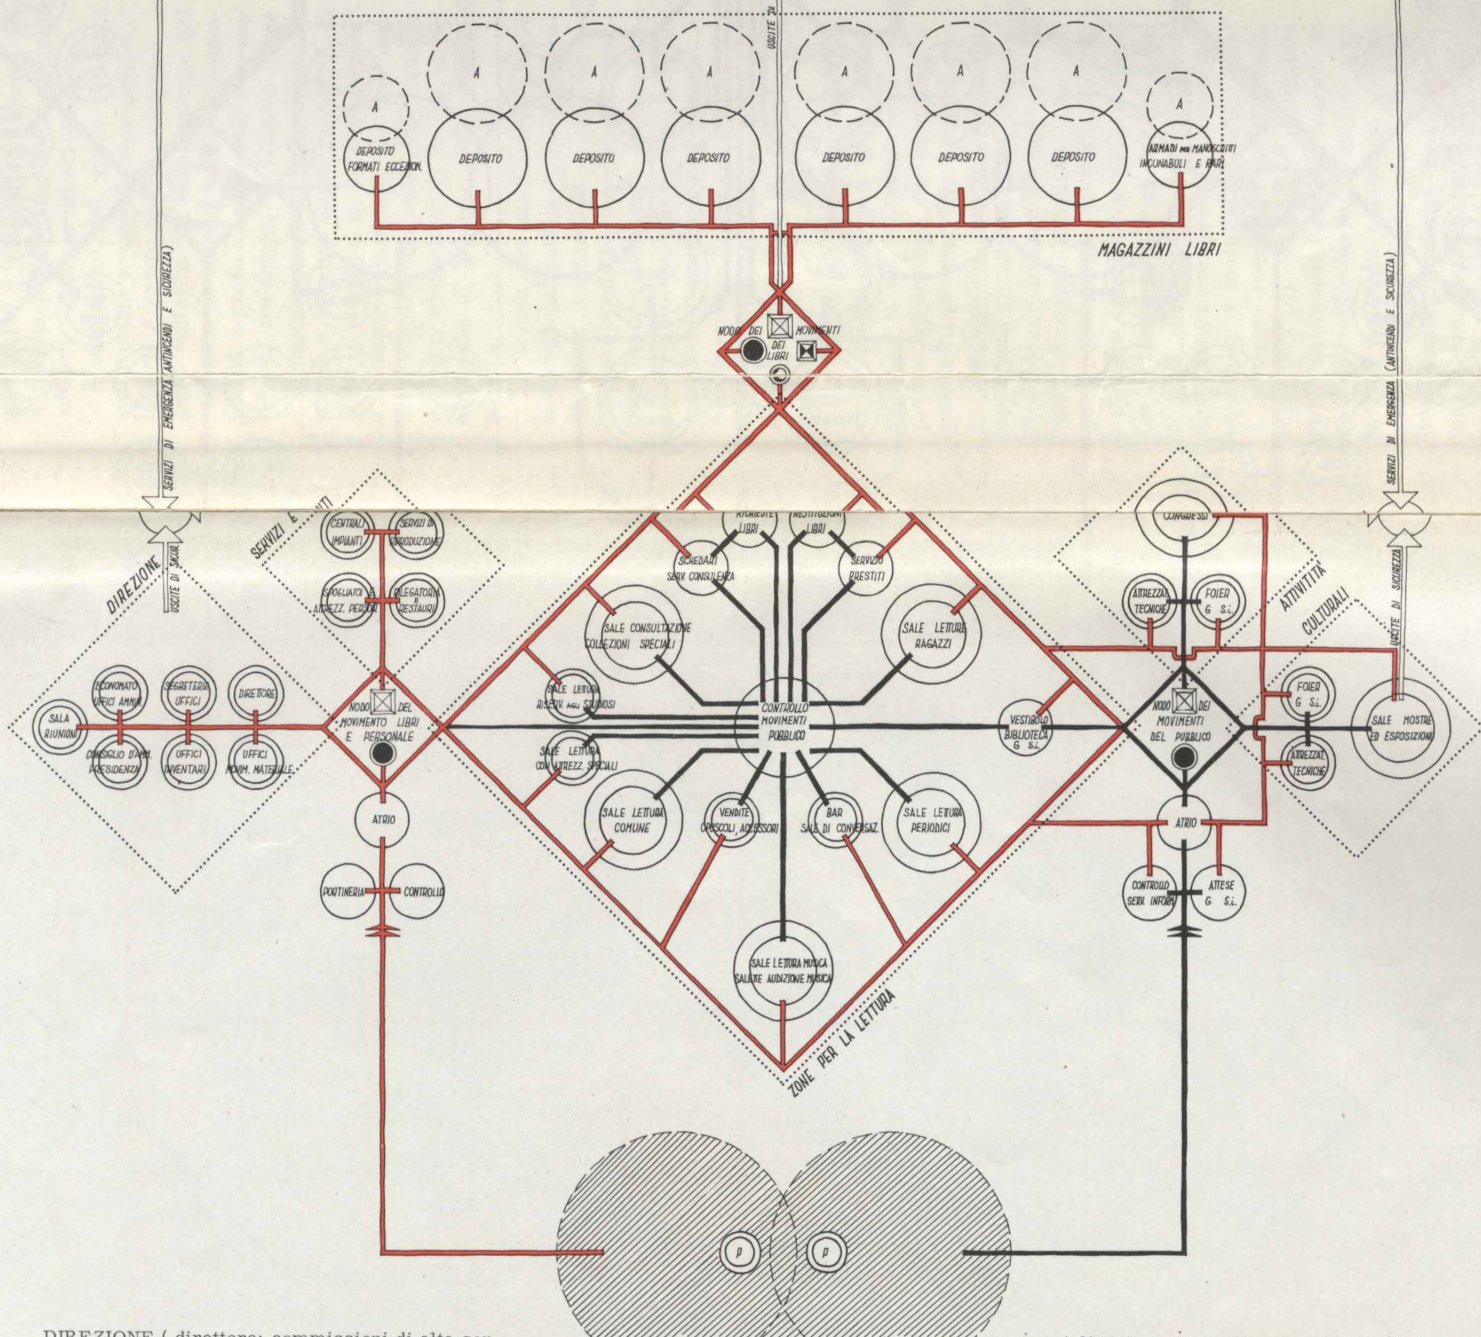 USCITE DI
A
A
A
A
A
A
A
A
DEPOSITO
FORMATI ECCEZION.
DEPOSITO
DEPOSITO
DEPOSITO
DEPOSITO
DEPOSITO
DEPOSITO
ARMADI PER MANOSCRITTI
INCUNABULI E RARI
MAGAZZINI LIBRI
NODO DEI MOVIMENTI
DEI
LIBRI
SERVIZI DI EMERGENZA (ANTINCENDI E SICUREZZA)
SERVIZI DI EMERGENZA (ANTINCENDI E SICUREZZA)
USCITE DI SICUR.
USCITE DI SICUREZZA
DIREZIONE
SERVIZI E
CENTRALI
IMPIANTI
SERVIZI DI
RIPRODUZIONE
SPOGLIATOI E
ATTREZZ. PERSON.
RILEGATORIA
E
RESTAURI
SALA
RIUNIONI
ECONOMATO
UFFICI AMMIN.
SEGRETERIE
UFFICI
DIRETTORE
CONSIGLIO D'AMM.
PRESIDENZA
UFFICI
INVENTARI
UFFICI
MOVIM. MATERIALE
NODO DEL
MOVIMENTO LIBRI
E PERSONALE
ATRIO
PORTINERIA
CONTROLLO
RICHIESTE
LIBRI
RESTITUZIONI
LIBRI
SCHEDARI
SERV. CONSULENZA
SERVIZIO
PRESTITI
SALE CONSULTAZIONE
COLLEZIONI SPECIALI
SALE LETTURE
RAGAZZI
SALE LETTURA
RISERV. AGLI STUDIOSI
SALE LETTURA
CON ATTREZZ. SPECIALI
CONTROLLO
MOVIMENTI
PUBBLICO
VESTIBOLO
BIBLIOTECA
G S.i.
SALE LETTURA
COMUNE
VENDITE
OPUSCOLI, ACCESSORI
BAR
SALE DI CONVERSAZ.
SALE LETTURA
PERIODICI
SALE LETTURA MUSICA
SALETTE AUDIZIONE MUSICA
ZONE PER LA LETTURA
CONGRESSI
ATTIVITITÀ
CULTURALI
ATTREZZAT.
TECNICHE
FOIER
G S.i.
NODO DEI
MOVIMENTI
DEL PUBBLICO
FOIER
G S.i.
ATTREZZAT.
TECNICHE
SALE MOSTRE
ED ESPOSIZIONI
ATRIO
CONTROLLO
SERV. INFORM.
ATTESE
G S.i.
P
P